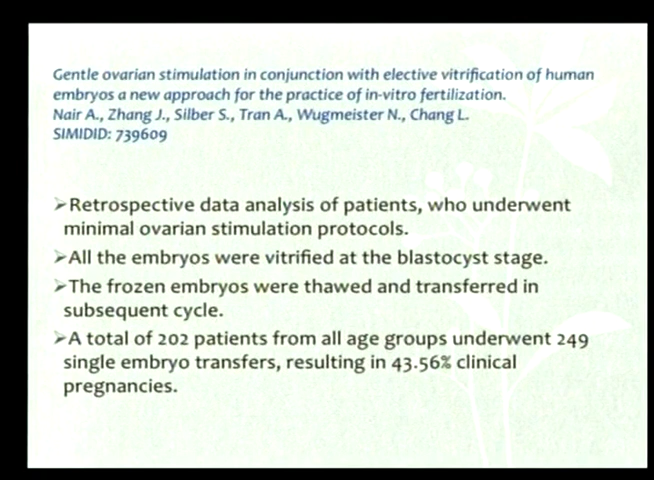 Gentle ovarian stimulation in conjunction with elective vitrification of human
embryos a new approach for the practice of in-vitro fertilization.
Nair A., Zhang J., Silber S., Tran A., Wugmeister N., Chang L.
SIMIDID: 739609
➢Retrospective data analysis of patients, who underwent
minimal ovarian stimulation protocols.
➢All the embryos were vitrified at the blastocyst stage.
➢The frozen embryos were thawed and transferred in
subsequent cycle.
➢A total of 202 patients from all age groups underwent 249
single embryo transfers, resulting in 43.56% clinical
pregnancies.